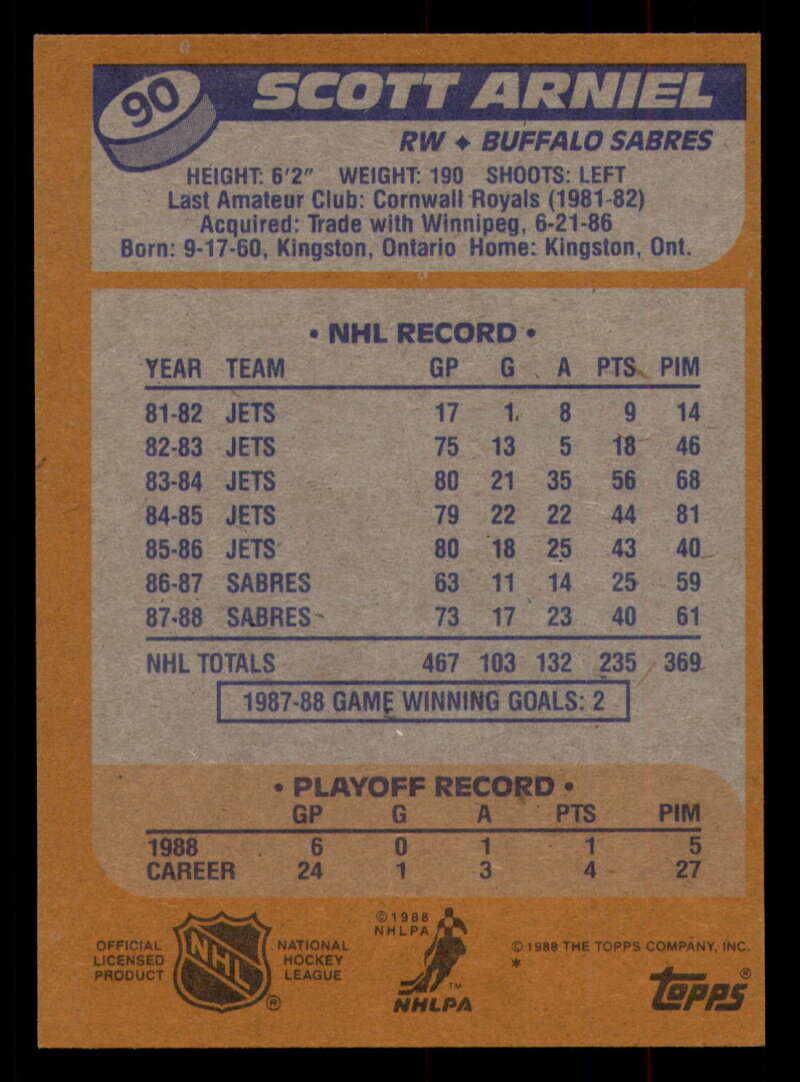 90
SCOTT ARNIEL
RW ♦ BUFFALO SABRES
HEIGHT: 6'2" WEIGHT: 190 SHOOTS: LEFT
Last Amateur Club: Cornwall Royals (1981-82)
Acquired: Trade with Winnipeg, 6-21-86
Born: 9-17-60, Kingston, Ontario Home: Kingston, Ont.
• NHL RECORD •
YEAR TEAM GP G A PTS PIM
81-82 JETS 17 1 8 9 14
82-83 JETS 75 13 5 18 46
83-84 JETS 80 21 35 56 68
84-85 JETS 79 22 22 44 81
85-86 JETS 80 18 25 43 40
86-87 SABRES 63 11 14 25 59
87-88 SABRES 73 17 23 40 61
NHL TOTALS 467 103 132 235 369
1987-88 GAME WINNING GOALS: 2
• PLAYOFF RECORD •
GP G A PTS PIM
1988 6 0 1 1 5
CAREER 24 1 3 4 27
OFFICIAL
LICENSED
PRODUCT
NHL
®
NATIONAL
HOCKEY
LEAGUE
©1988
NHLPA
TM
NHLPA
© 1988 THE TOPPS COMPANY, INC.
*
topps®